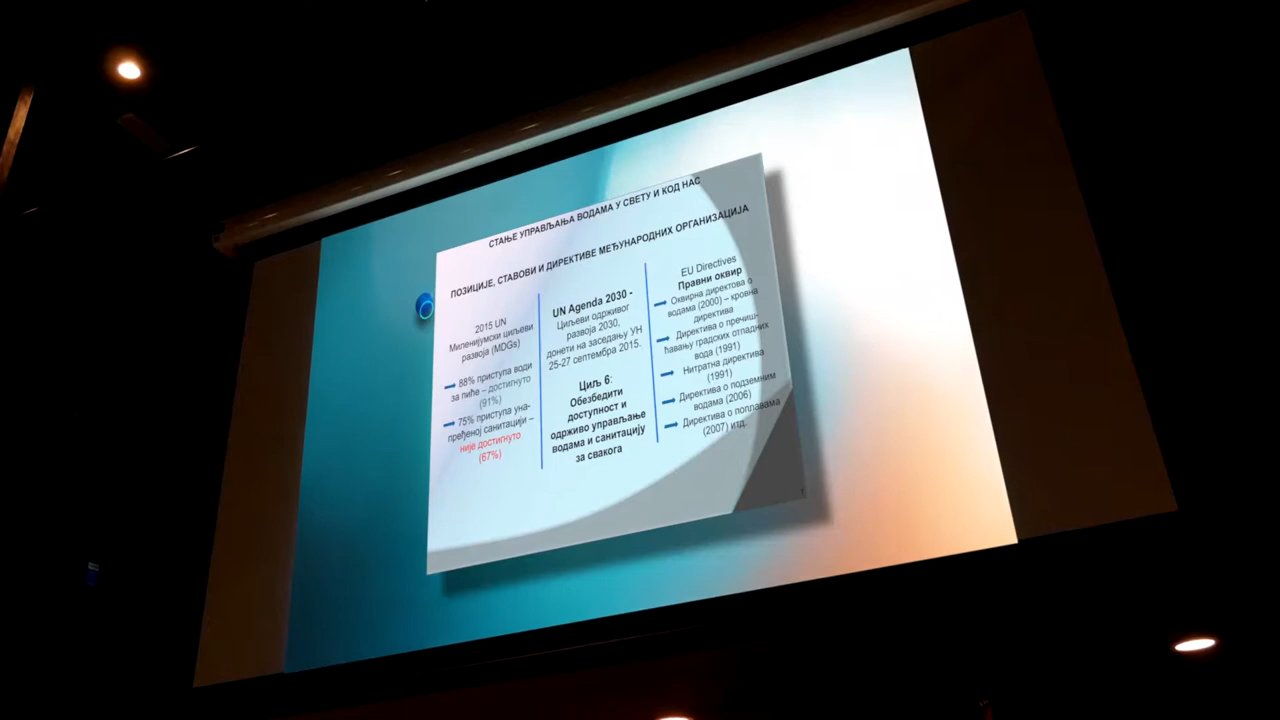 СТАЊЕ УПРАВЉАЊА ВОДАМА У СВЕТУ И КОД НАС
ПОЗИЦИЈЕ, СТАВОВИ И ДИРЕКТИВЕ МЕЂУНАРОДНИХ ОРГАНИЗАЦИЈА
2015 UN
Миленијумски циљеви
развоја (MDGs)
88% приступа води
за пиће – достигнуто
(91%)
75% приступа уна-
пређеној санитацији –
није достигнуто
(67%)
UN Agenda 2030 -
Циљеви одрживог
развоја 2030,
донети на заседању УН
25-27 септембра 2015.
Циљ 6:
Обезбедити
доступност и
одрживо управљање
водама и санитацију
за свакога
EU Directives
Правни оквир
Оквирна директова о
водама (2000) – кровна
директива
Директива о пречиш-
ћавању градских отпадних
вода (1991)
Нитратна директива
(1991)
Директива о подземним
водама (2006)
Директива о поплавама
(2007) итд.